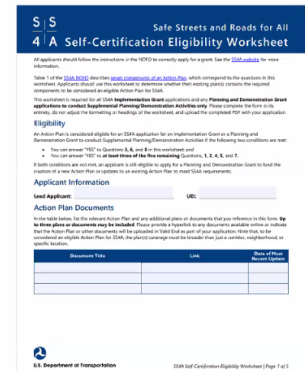 S S
4 A
Safe Streets and Roads for All
Self-Certification Eligibility Worksheet
All applicants should follow the instructions in the NOFO to correctly apply for a grant. See the SS4A website for more
information.
Table 1 of the SS4A NOFO describes seven components of an Action Plan, which correspond to the questions in this
worksheet. Applicants should use this worksheet to determine whether their existing plan(s) contains the required
components to be considered an eligible Action Plan for SS4A.
This worksheet is required for all SS4A Implementation Grant applications and any Planning and Demonstration Grant
applications to conduct Supplemental Planning/Demonstration Activities only. Please complete the form in its
entirety, do not adjust the formatting or headings of the worksheet, and upload the completed PDF with your application.
Eligibility
An Action Plan is considered eligible for an SS4A application for an Implementation Grant or a Planning and
Demonstration Grant to conduct Supplemental Planning/Demonstration Activities if the following two conditions are met:
• You can answer "YES" to Questions 3, 6, and 8 in this worksheet; and
• You can answer "YES" to at least three of the five remaining Questions, 1, 2, 4, 5, and 7.
If both conditions are not met, an applicant is still eligible to apply for a Planning and Demonstration Grant to fund the
creation of a new Action Plan or updates to an existing Action Plan to meet SS4A requirements.
Applicant Information
Lead Applicant: UEI:
Action Plan Documents
In the table below, list the relevant Action Plan and any additional plans or documents that you reference in this form. Up
to three plans or documents may be included. Please provide a hyperlink to any documents available online or indicate
that the Action Plan or other documents will be uploaded in Valid Eval as part of your application. Note that, to be
considered an eligible Action Plan for SS4A, the plan(s) coverage must be broader than just a corridor, neighborhood, or
specific location.
Document Title Link Date of Most
Recent Update
U.S. Department of Transportation SS4A Self-Certification Eligibility Worksheet | Page 1 of 5